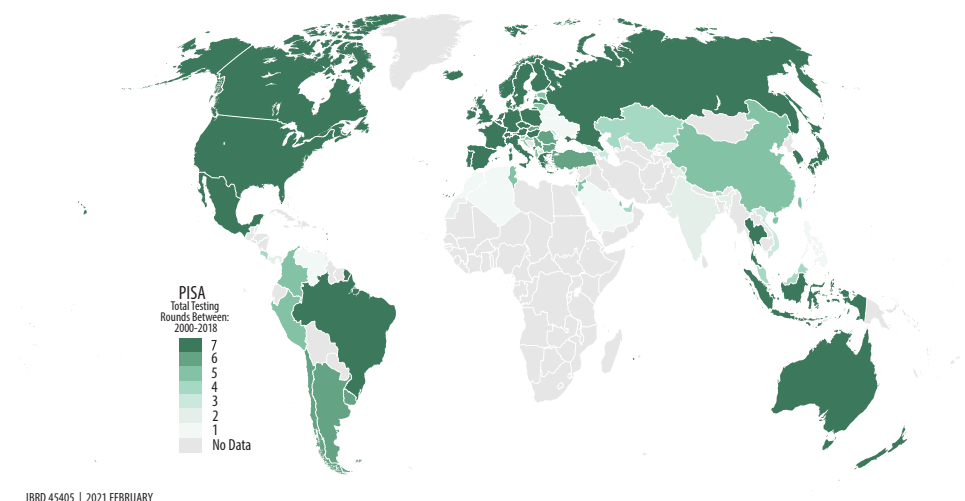 PISA
Total Testing
Rounds Between:
2000-2018
7
6
5
4
3
2
1
No Data
IBRD 45405 | 2021 FEBRUARY